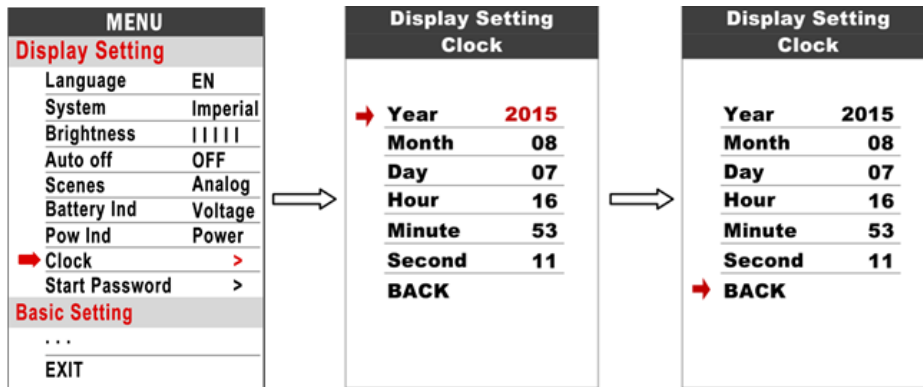 MENU
Display Setting
Language EN
System Imperial
Brightness | | | | |
Auto off OFF
Scenes Analog
Battery Ind Voltage
Pow Ind Power
Clock >
Start Password >
Basic Setting
...
EXIT
Display Setting
Clock
Year 2015
Month 08
Day 07
Hour 16
Minute 53
Second 11
BACK
Display Setting
Clock
Year 2015
Month 08
Day 07
Hour 16
Minute 53
Second 11
BACK